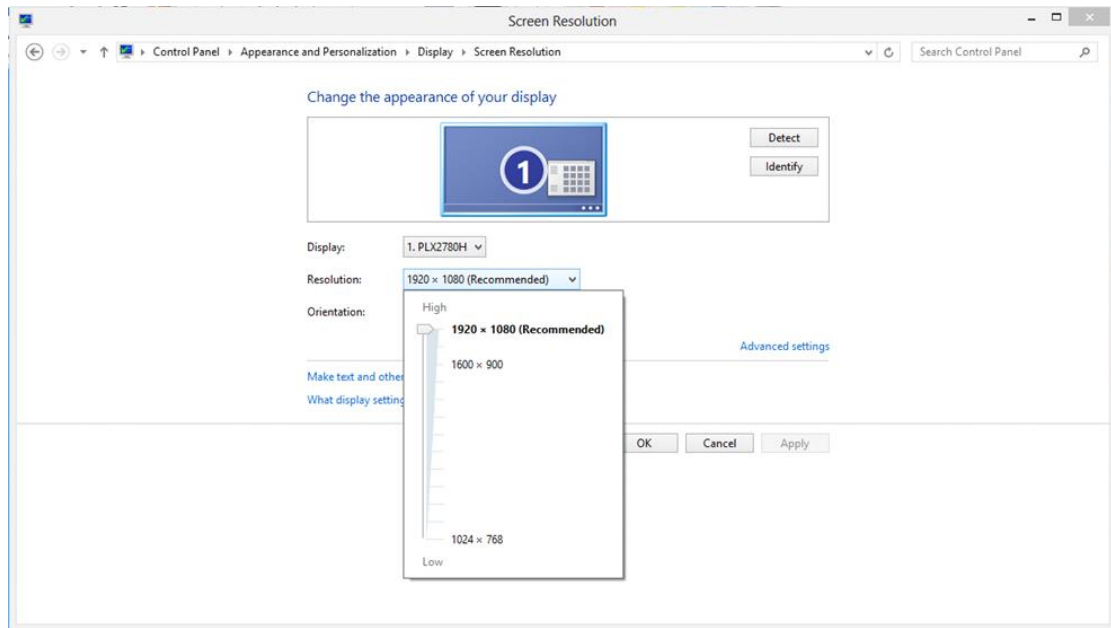 Screen Resolution
Control Panel Appearance and Personalization Display Screen Resolution
Search Control Panel
Change the appearance of your display
1
Detect
Identify
Display: 1. PLX2780H
Resolution: 1920 × 1080 (Recommended)
Orientation:
High
1920 × 1080 (Recommended)
1600 × 900
1024 × 768
Low
Advanced settings
Make text and other
What display setting
OK Cancel Apply